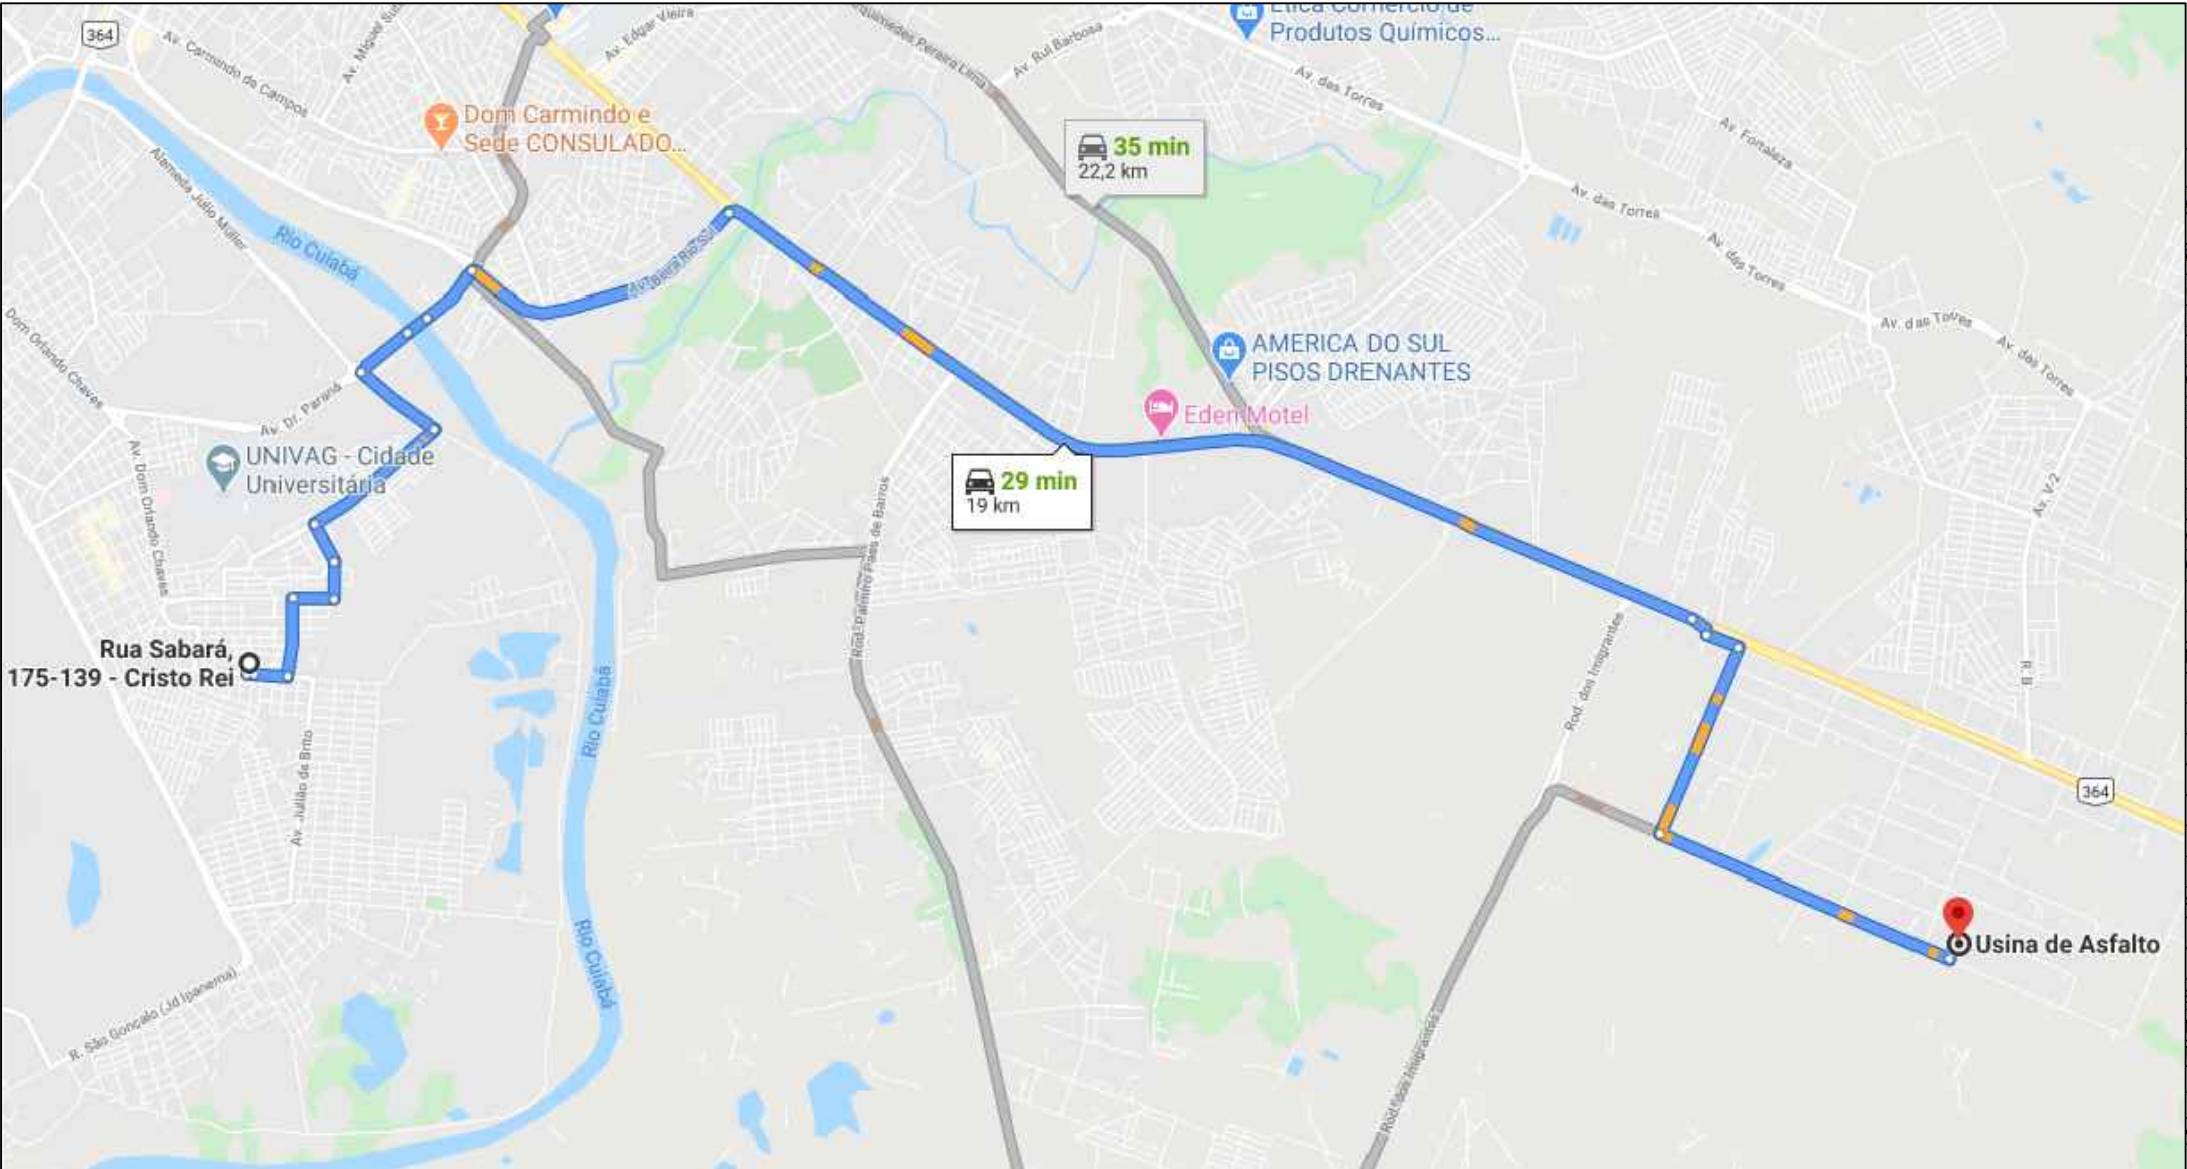 364
Av. Carmindo de Campos
Av. Miguel Su
Av. Edgar Vieira
quimedes Pereira Lima
Av. Rui Barbosa
Produtos Químicos...
Av. das Torres
Av. Fortaleza
Dom Carmindo e
Sede CONSULADO...
35 min
22,2 km
Alameda Júlio Müller
Rio Cuiabá
Av. Beira Rio Sul
Av. das Torres
Av. das Torres
Av. das Torres
Av. das Torres
Dom Orlando Chaves
Av. Dr. Paraná
AMERICA DO SUL
PISOS DRENANTES
Eden Motel
UNIVAG - Cidade
Universitária
29 min
19 km
Av. Dom Orlando Chaves
Rod. Palmiro Paes de Barros
Av. V-2
Rua Sabará,
175-139 - Cristo Rei
Rio Cuiabá
Rod. dos Imigrantes
R. B
Av. Julião de Brito
364
Usina de Asfalto
Rio Cuiabá
R. São Gonçalo (Jd Ipanema)
Rod. dos Imigrantes